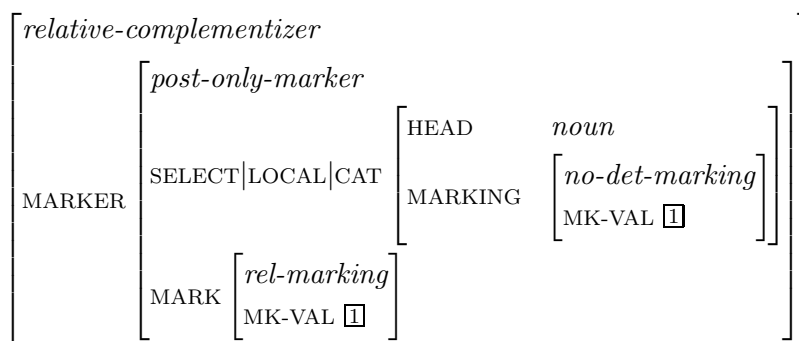 relative-complementizer
post-only-marker
HEAD noun
SELECT|LOCAL|CAT
no-det-marking
MARKER
MARKING
MK-VAL 1
rel-marking
MARK
MK-VAL 1